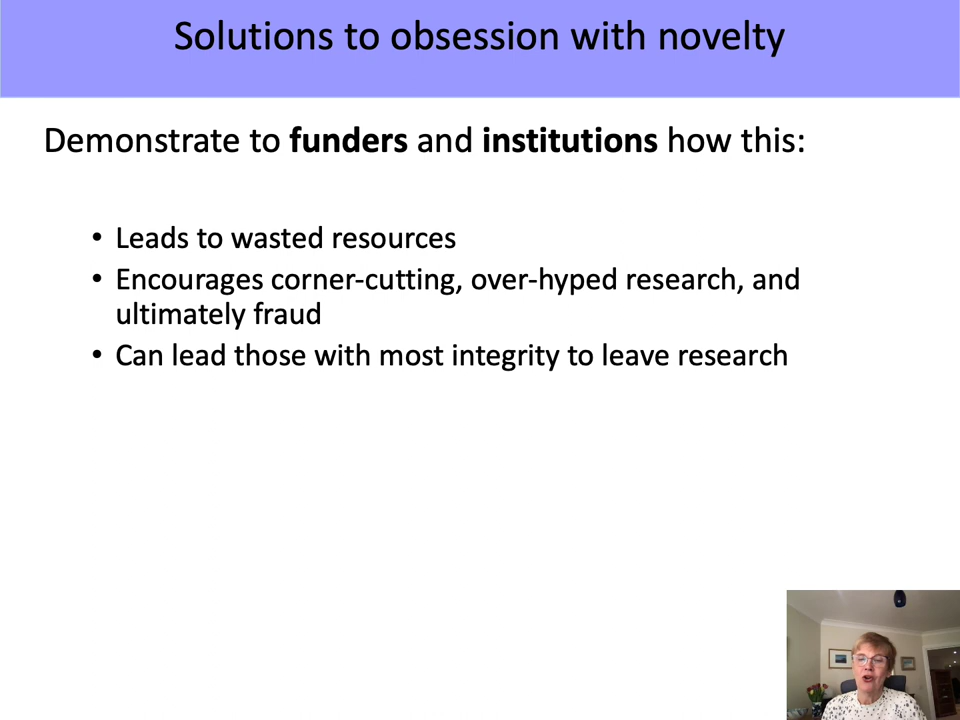 Solutions to obsession with novelty
Demonstrate to funders and institutions how this:
• Leads to wasted resources
• Encourages corner-cutting, over-hyped research, and
ultimately fraud
• Can lead those with most integrity to leave research